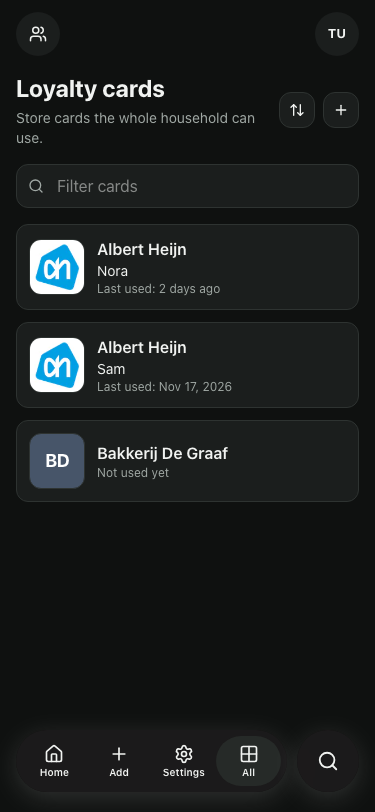 TU
Loyalty cards
Store cards the whole household can
use.
Filter cards
ah
Albert Heijn
Nora
Last used: 2 days ago
ah
Albert Heijn
Sam
Last used: Nov 17, 2026
BD
Bakkerij De Graaf
Not used yet
Home
Add
Settings
All